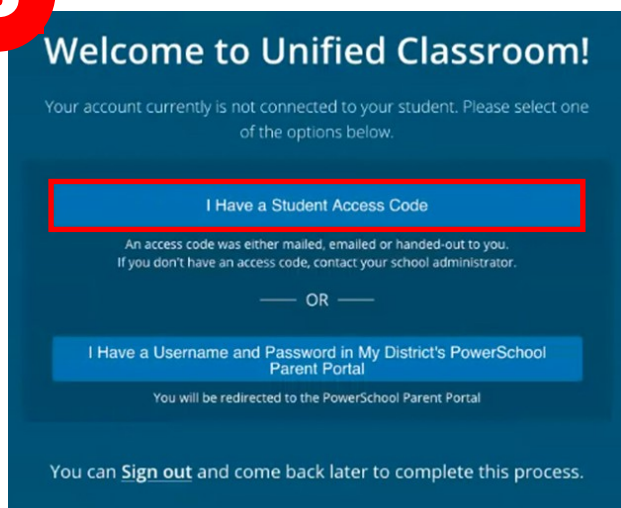 Welcome to Unified Classroom!
Your account currently is not connected to your student. Please select one
of the options below.
I Have a Student Access Code
An access code was either mailed, emailed or handed-out to you.
If you don't have an access code, contact your school administrator.
OR
I Have a Username and Password in My District's PowerSchool
Parent Portal
You will be redirected to the PowerSchool Parent Portal
You can Sign out and come back later to complete this process.